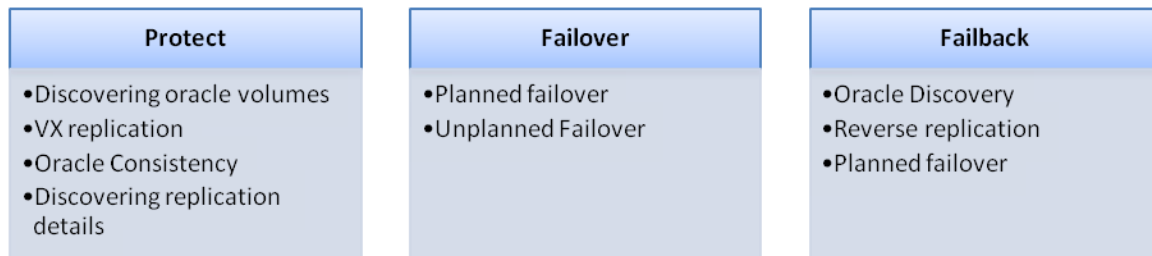 Protect
•Discovering oracle volumes
•VX replication
•Oracle Consistency
•Discovering replication
details
Failover
•Planned failover
•Unplanned Failover
Failback
•Oracle Discovery
•Reverse replication
•Planned failover